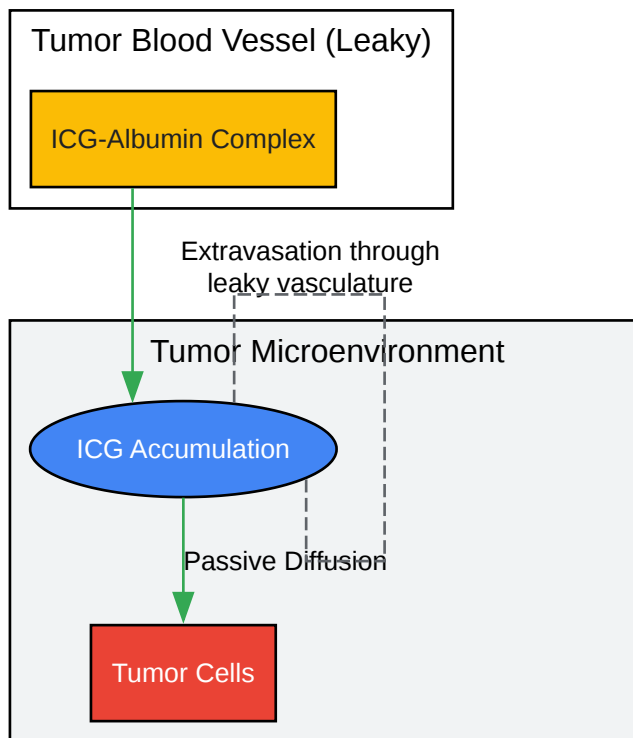 Tumor Blood Vessel (Leaky)
ICG-Albumin Complex
Extravasation through
leaky vasculature
Tumor Microenvironment
ICG Accumulation
Passive Diffusion
Tumor Cells